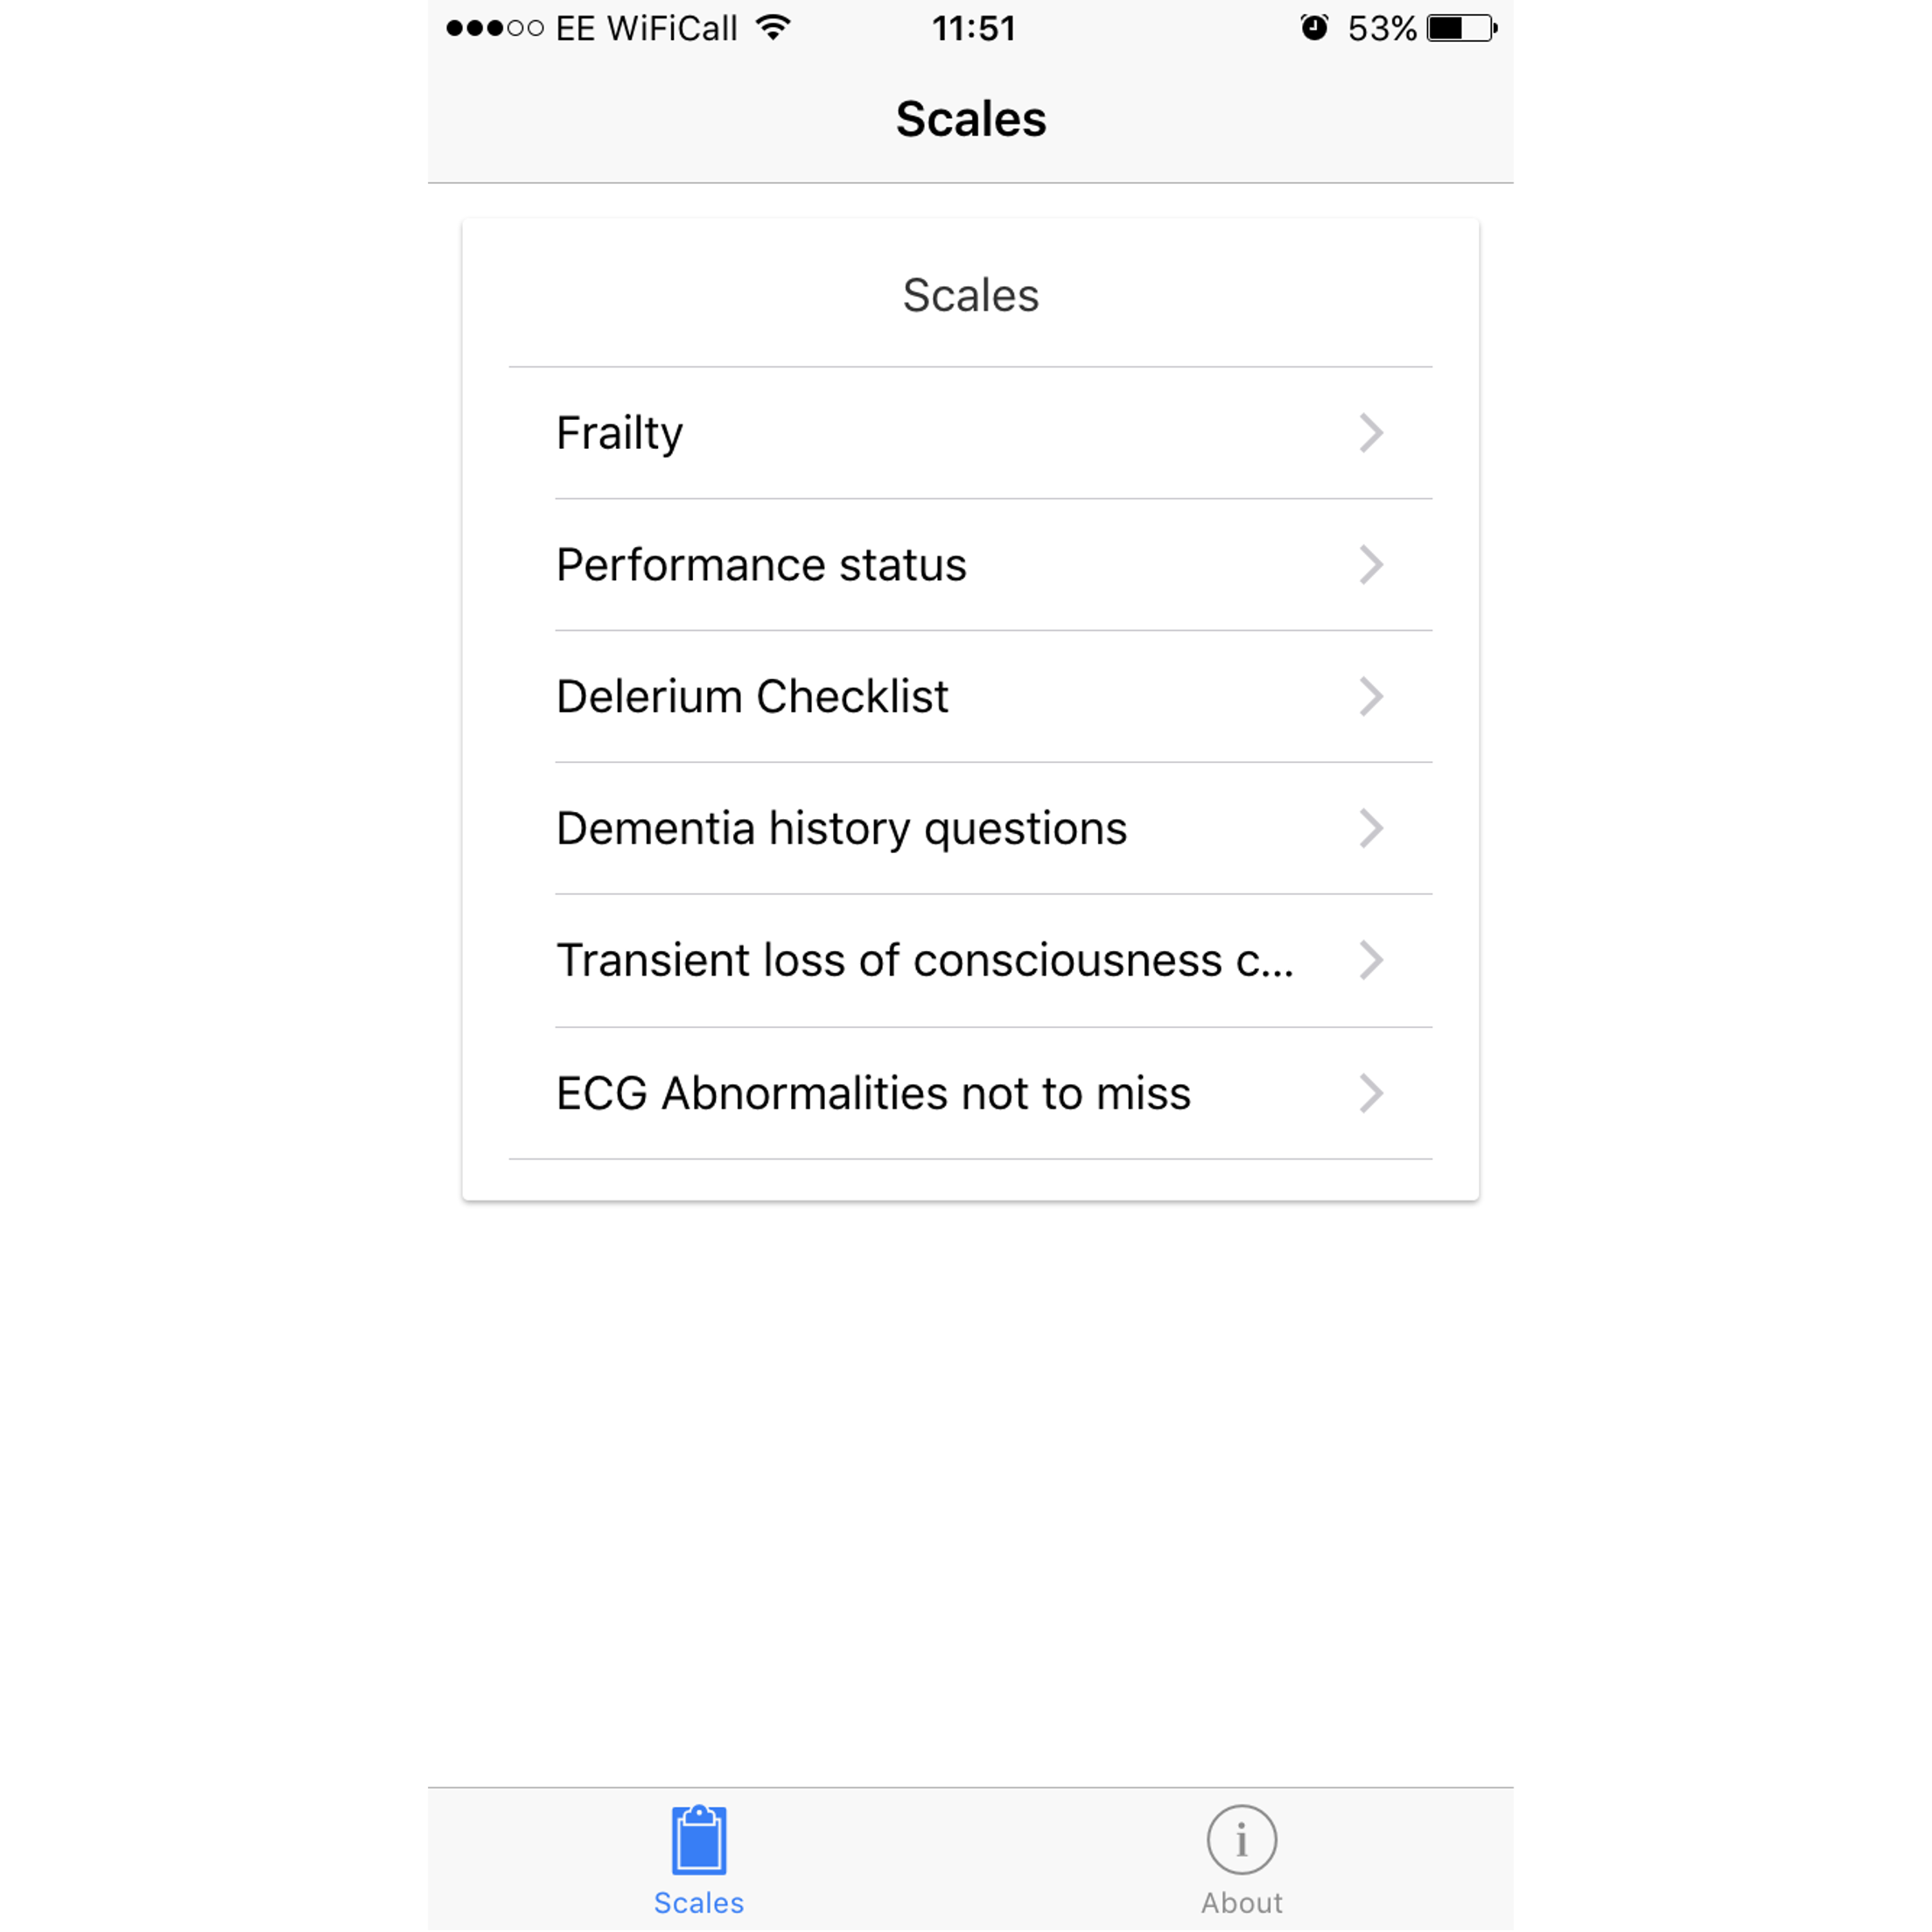 EE WiFiCall 11:51 53%
Scales
Scales
Frailty
Performance status
Delerium Checklist
Dementia history questions
Transient loss of consciousness c...
ECG Abnormalities not to miss
Scales About